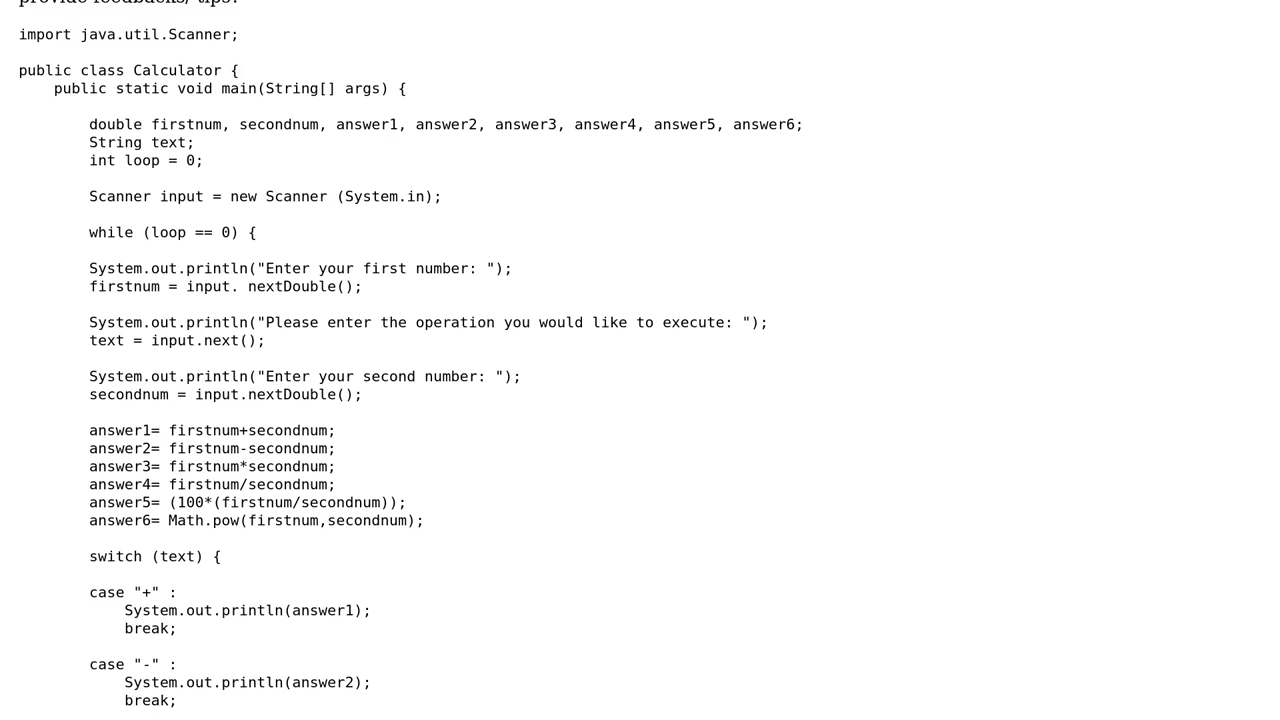 provide feedbacks/ tips?
import java.util.Scanner;
public class Calculator {
public static void main(String[] args) {
double firstnum, secondnum, answer1, answer2, answer3, answer4, answer5, answer6;
String text;
int loop = 0;
Scanner input = new Scanner (System.in);
while (loop == 0) {
System.out.println("Enter your first number: ");
firstnum = input. nextDouble();
System.out.println("Please enter the operation you would like to execute: ");
text = input.next();
System.out.println("Enter your second number: ");
secondnum = input.nextDouble();
answer1= firstnum+secondnum;
answer2= firstnum-secondnum;
answer3= firstnum*secondnum;
answer4= firstnum/secondnum;
answer5= (100*(firstnum/secondnum));
answer6= Math.pow(firstnum,secondnum);
switch (text) {
case "+" :
System.out.println(answer1);
break;
case "-" :
System.out.println(answer2);
break;